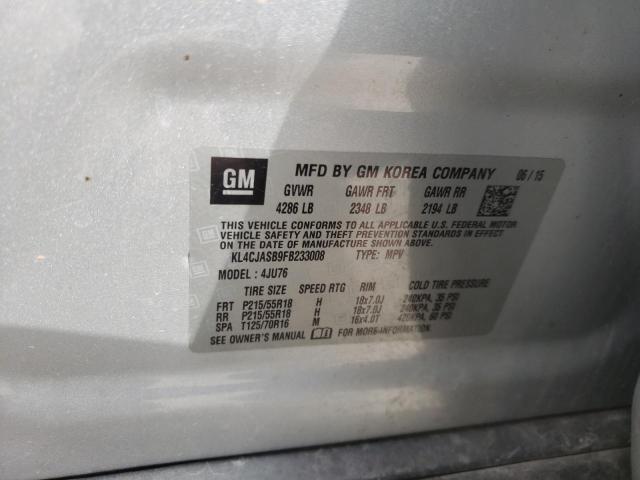 GM
MFD BY GM KOREA COMPANY 06/15
GVWR GAWR FRT GAWR RR
4286 LB 2348 LB 2194 LB
THIS VEHICLE CONFORMS TO ALL APPLICABLE U.S. FEDERAL MOTOR
VEHICLE SAFETY AND THEFT PREVENTION STANDARDS IN EFFECT ON THE DATE
OF MANUFACTURE SHOWN ABOVE.
KL4CJASB9FB233008 TYPE: MPV
MODEL: 4JU76
TIRE SIZE SPEED RTG RIM COLD TIRE PRESSURE
FRT P215/55R18 H 18x7.0J 240KPA, 35 PSI
RR P215/55R18 H 18x7.0J 240KPA, 35 PSI
SPA T125/70R16 M 16x4.0T 420KPA, 60 PSI
SEE OWNER'S MANUAL FOR MORE INFORMATION.